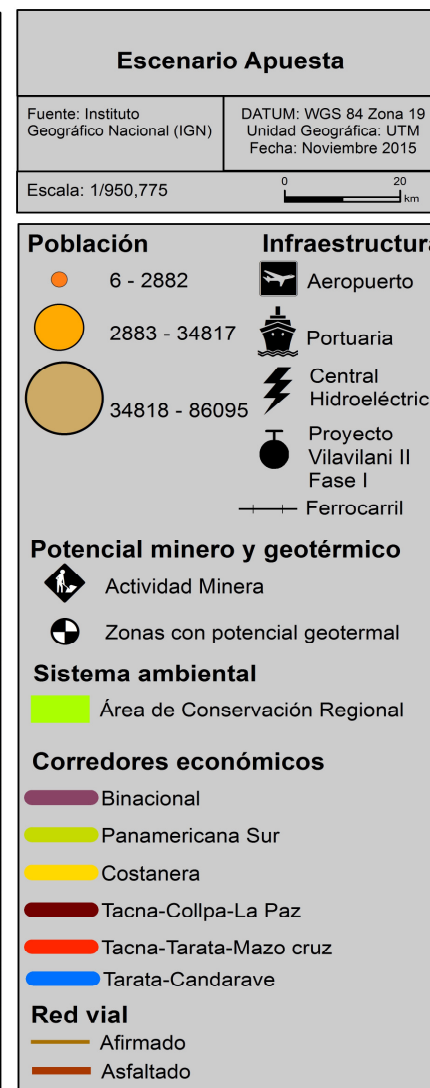 Escenario Apuesta
Fuente: Instituto
Geográfico Nacional (IGN)
DATUM: WGS 84 Zona 19
Unidad Geográfica: UTM
Fecha: Noviembre 2015
Escala: 1/950,775
0 20
km
Población
6 - 2882
2883 - 34817
34818 - 86095
Infraestructura
Aeropuerto
Portuaria
Central
Hidroeléctric
Proyecto
Vilavilani II
Fase I
Ferrocarril
Potencial minero y geotérmico
Actividad Minera
Zonas con potencial geotermal
Sistema ambiental
Área de Conservación Regional
Corredores económicos
Binacional
Panamericana Sur
Costanera
Tacna-Collpa-La Paz
Tacna-Tarata-Mazo cruz
Tarata-Candarave
Red vial
Afirmado
Asfaltado